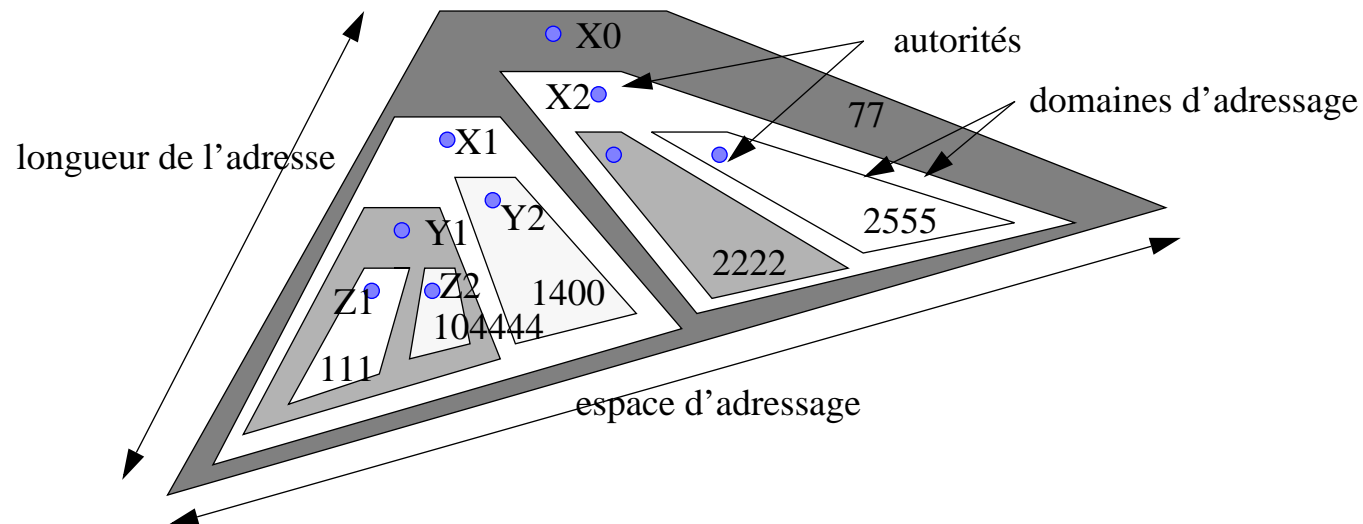 X0
autorités
X2
77
domaines d'adressage
X1
longueur de l'adresse
Y2
2555
Y1
2222
Z1
Z2
1400
104444
111
espace d'adressage